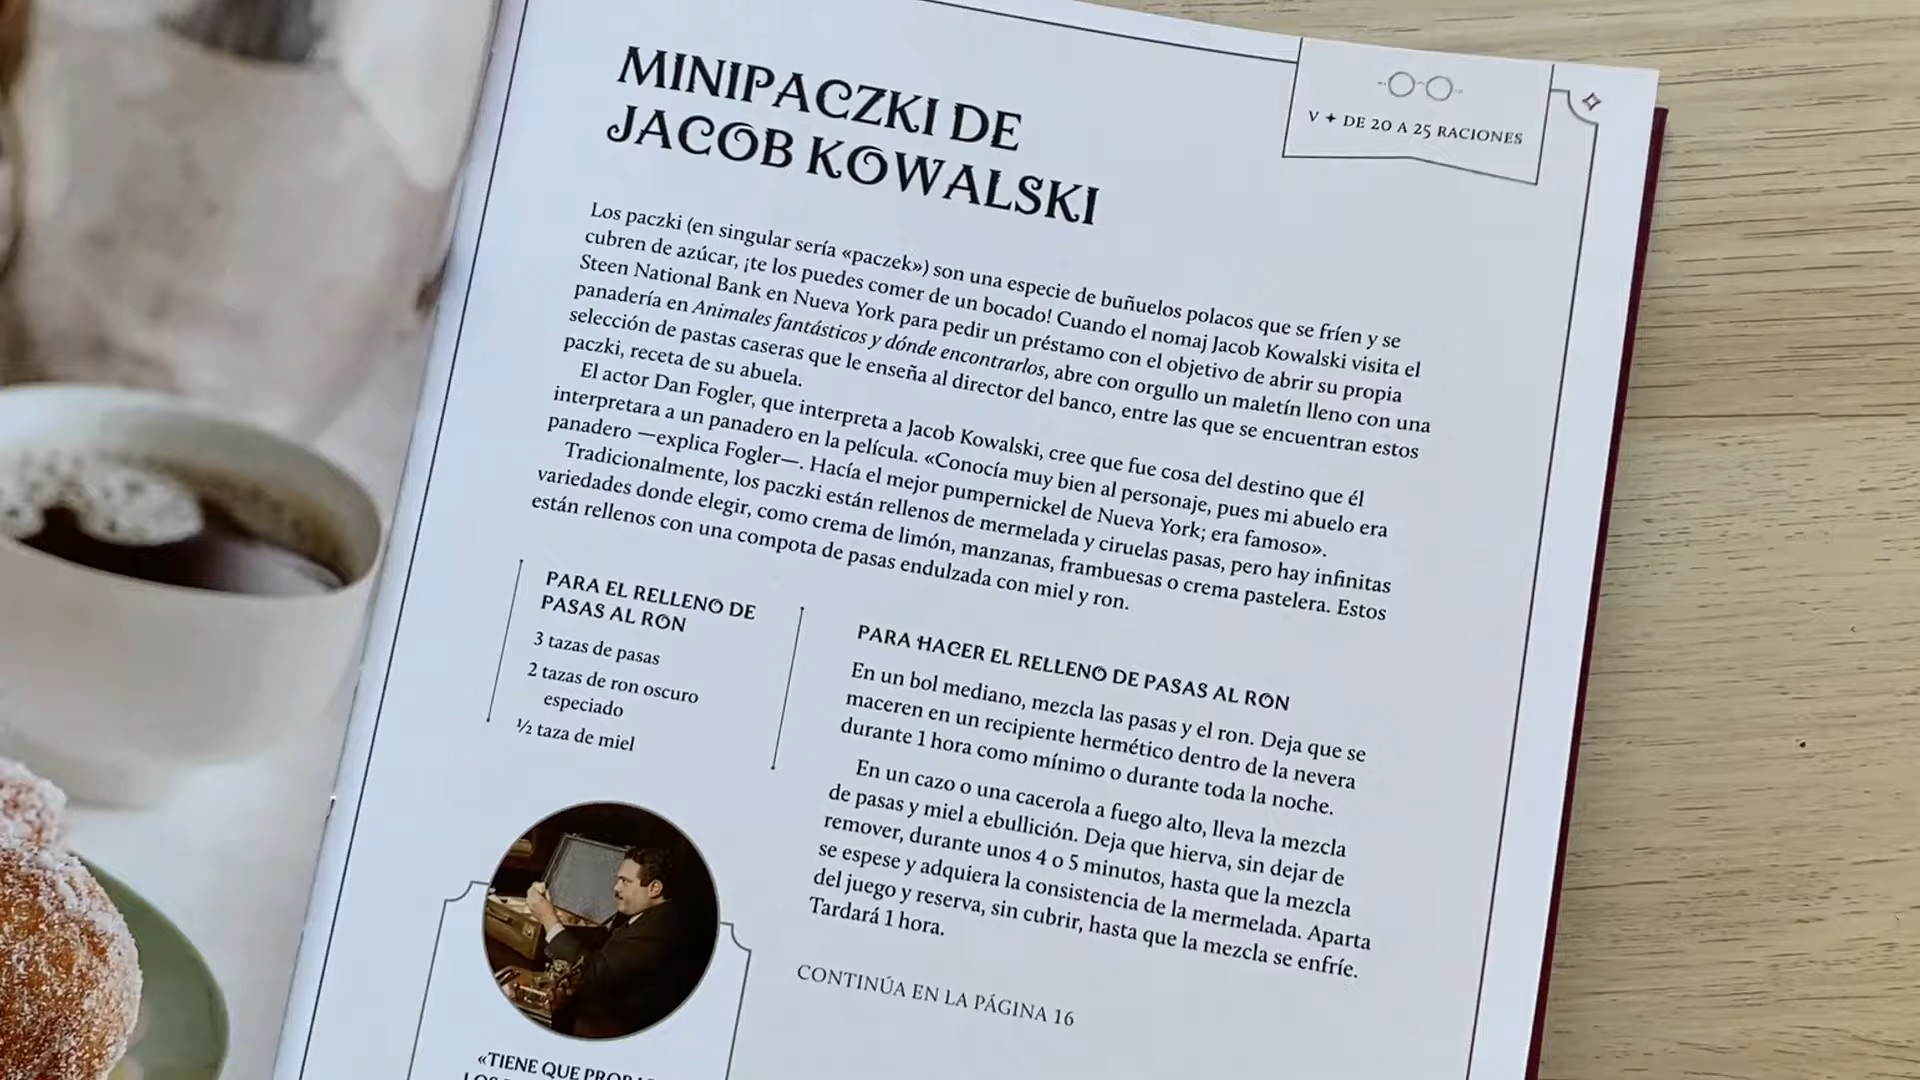 MINIPACZKI DE
JACOB KOWALSKI
V ✦ DE 20 A 25 RACIONES
Los paczki (en singular sería «paczek») son una especie de buñuelos polacos que se fríen y se
cubren de azúcar, ¡te los puedes comer de un bocado! Cuando el nomaj Jacob Kowalski visita el
Steen National Bank en Nueva York para pedir un préstamo con el objetivo de abrir su propia
panadería en Animales fantásticos y dónde encontrarlos, abre con orgullo un maletín lleno con una
selección de pastas caseras que le enseña al director del banco, entre las que se encuentran estos
paczki, receta de su abuela.
El actor Dan Fogler, que interpreta a Jacob Kowalski, cree que fue cosa del destino que él
interpretara a un panadero en la película. «Conocía muy bien al personaje, pues mi abuelo era
panadero —explica Fogler—. Hacía el mejor pumpernickel de Nueva York; era famoso».
Tradicionalmente, los paczki están rellenos de mermelada y ciruelas pasas, pero hay infinitas
variedades donde elegir, como crema de limón, manzanas, frambuesas o crema pastelera. Estos
están rellenos con una compota de pasas endulzada con miel y ron.
PARA EL RELLENO DE
PASAS AL RON
3 tazas de pasas
2 tazas de ron oscuro
especiado
½ taza de miel
PARA HACER EL RELLENO DE PASAS AL RON
En un bol mediano, mezcla las pasas y el ron. Deja que se
maceren en un recipiente hermético dentro de la nevera
durante 1 hora como mínimo o durante toda la noche.
En un cazo o una cacerola a fuego alto, lleva la mezcla
de pasas y miel a ebullición. Deja que hierva, sin dejar de
remover, durante unos 4 o 5 minutos, hasta que la mezcla
se espese y adquiera la consistencia de la mermelada. Aparta
del juego y reserva, sin cubrir, hasta que la mezcla se enfríe.
Tardará 1 hora.
CONTINÚA EN LA PÁGINA 16
«TIENE QUE